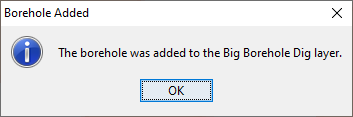 Borehole Added
The borehole was added to the Big Borehole Dig layer.
OK